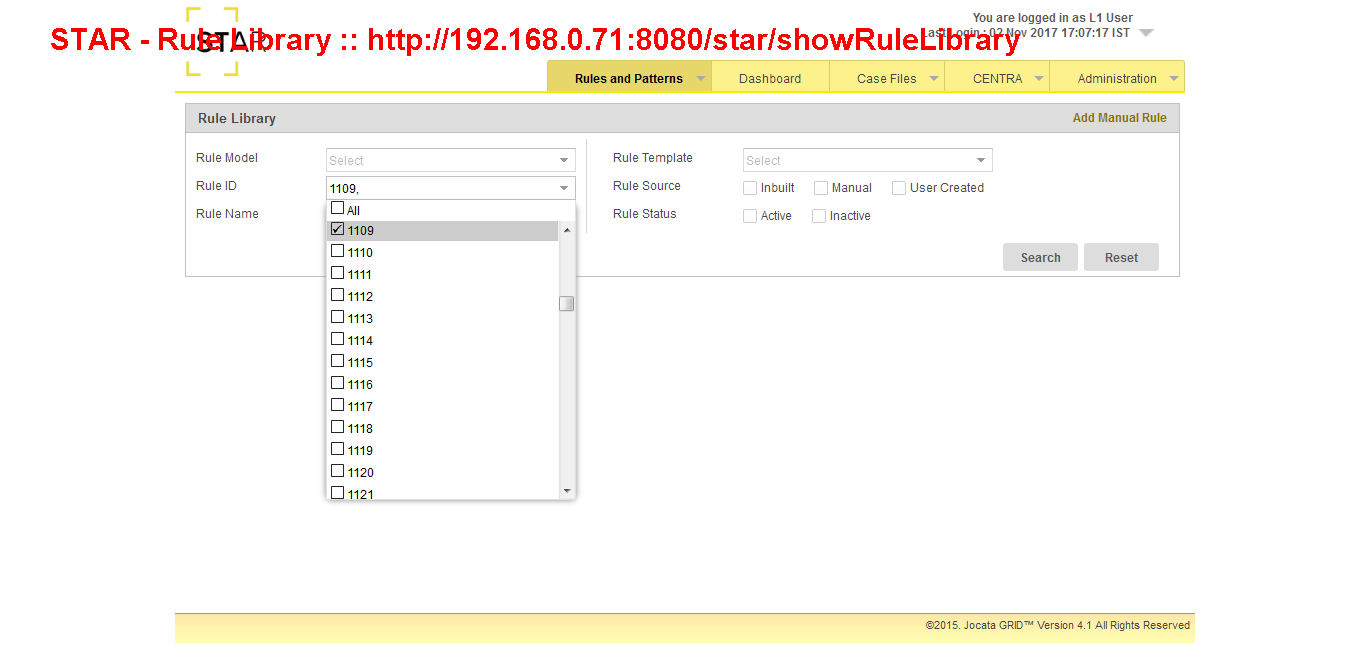 You are logged in as L1 User
STAR - Rule Library :: http://192.168.0.71:8080/star/showRuleLibrary
STAR
Last Login : 02 Nov 2017 17:07:17 IST
Rules and Patterns Dashboard Case Files CENTRA Administration
Rule Library Add Manual Rule
Rule Model Select Rule Template Select
Rule ID 1109, Rule Source Inbuilt Manual User Created
Rule Name Rule Status Active Inactive
All
1109
1110
1111
1112
1113
1114
1115
1116
1117
1118
1119
1120
1121
Search Reset
©2015. Jocata GRID™ Version 4.1 All Rights Reserved